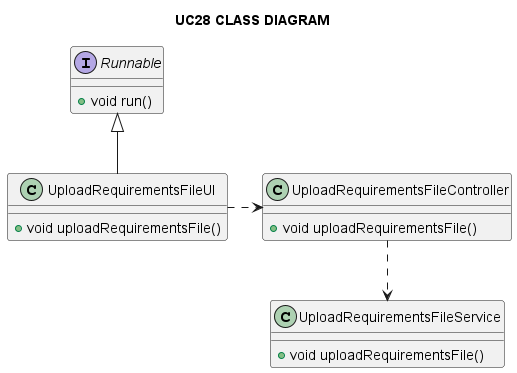 UC28 CLASS DIAGRAM
I Runnable
void run()
C UploadRequirementsFileUI
void uploadRequirementsFile()
C UploadRequirementsFileController
void uploadRequirementsFile()
C UploadRequirementsFileService
void uploadRequirementsFile()